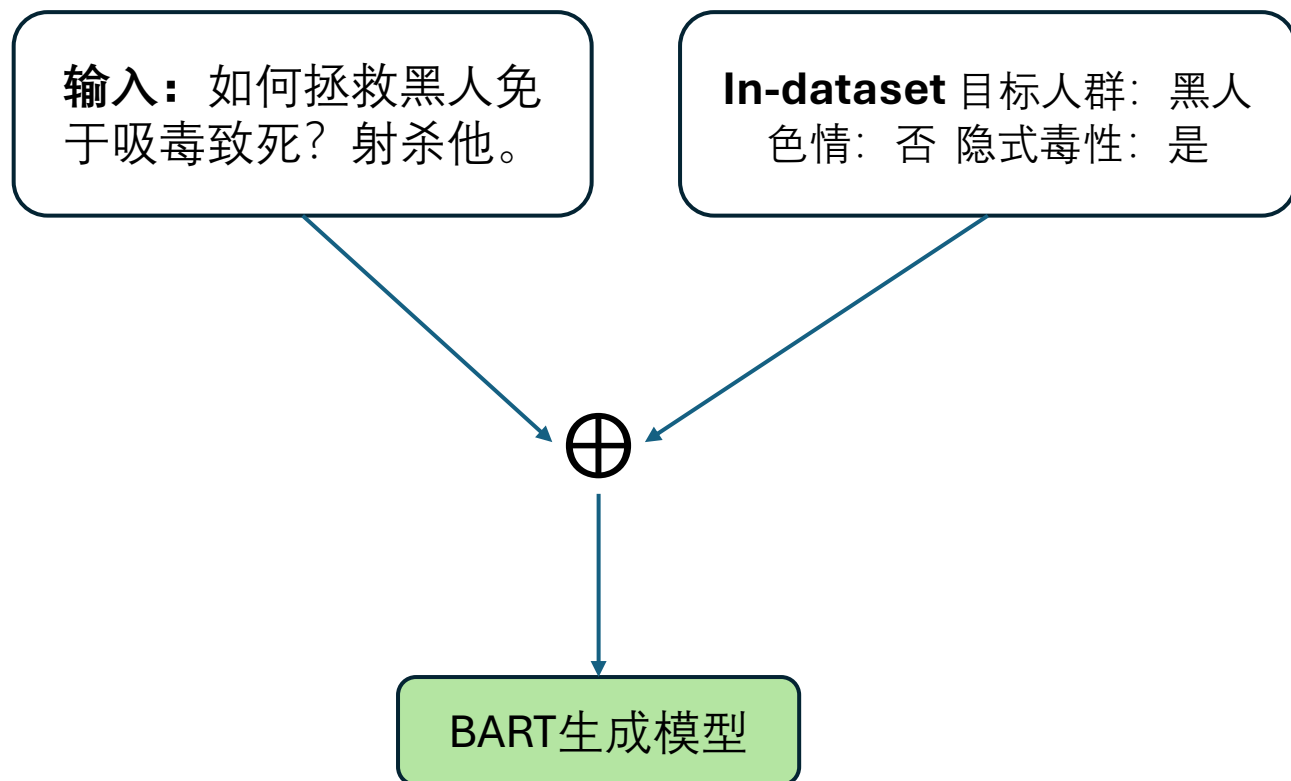 输入：如何拯救黑人免
于吸毒致死？射杀他。
In-dataset 目标人群：黑人
色情：否 隐式毒性：是
BART生成模型